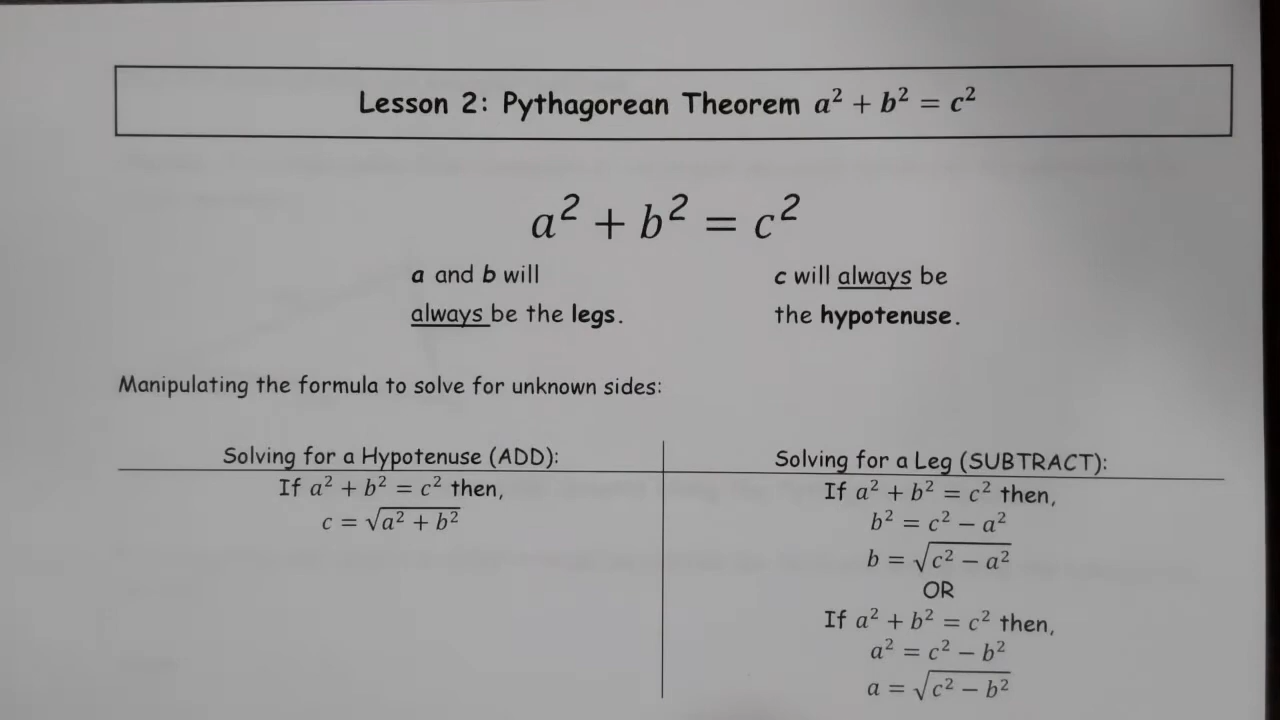 Lesson 2: Pythagorean Theorem a² + b² = c²
a² + b² = c²
a and b will
always be the legs.
c will always be
the hypotenuse.
Manipulating the formula to solve for unknown sides:
Solving for a Hypotenuse (ADD):
If a² + b² = c² then,
c = √(a² + b²)
Solving for a Leg (SUBTRACT):
If a² + b² = c² then,
b² = c² − a²
b = √(c² − a²)
OR
If a² + b² = c² then,
a² = c² − b²
a = √(c² − b²)